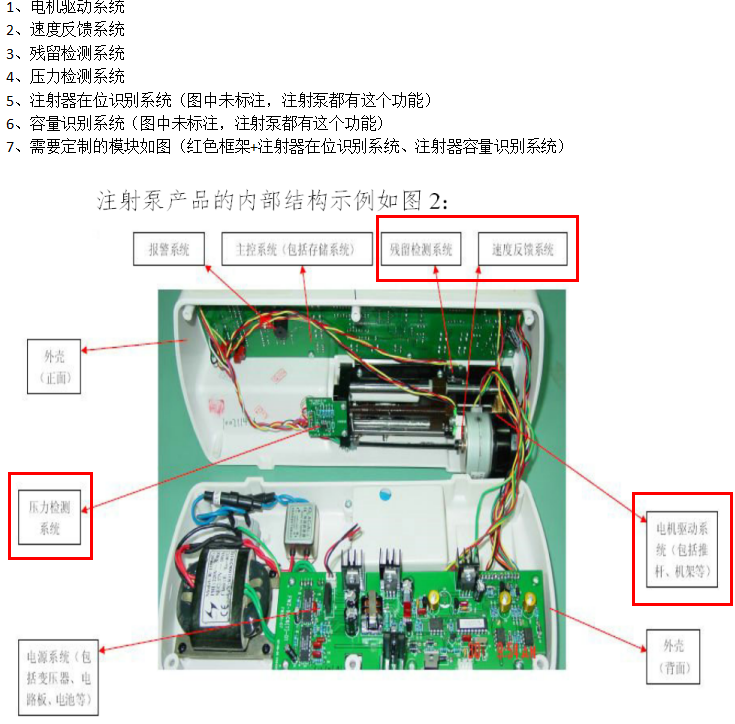 1、电机驱动系统
2、速度反馈系统
3、残留检测系统
4、压力检测系统
5、注射器在位识别系统（图中未标注，注射泵都有这个功能）
6、容量识别系统(图中未标注，注射泵都有这个功能）
7、需要定制的模块如图（红色框架+注射器在位识别系统、注射器容量识别系统）
注射泵产品的内部结构示例如图 2：
报警系统
主控系统（包括存储系统）
残留检测系统
速度反馈系统
外壳
（正面）
压力检测
系统
电机驱动系
统（包括推
杆、机架等）
电源系统（包
括变压器、电
路板、电池等）
外壳
（背面）